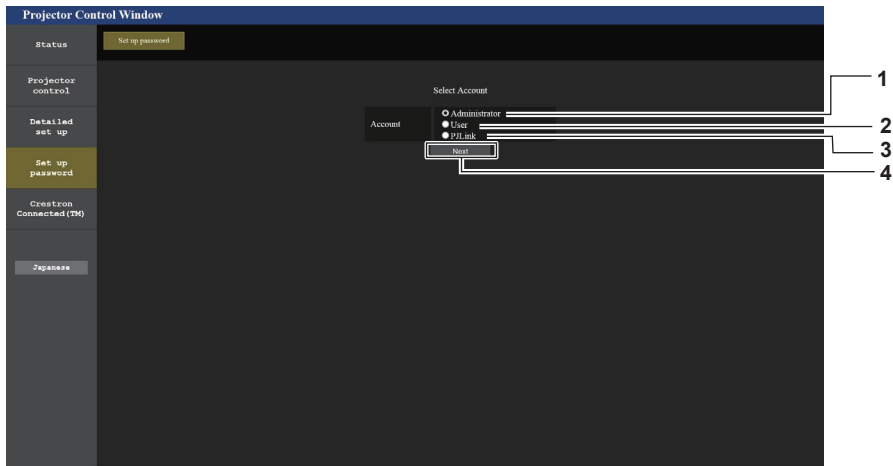 Projector Control Window
Status
Set up password
Projector
control
Detailed
set up
Set up
password
Crestron
Connected(TM)
Japanese
Select Account
Account
Administrator
User
PJLink
Next
1
2
3
4